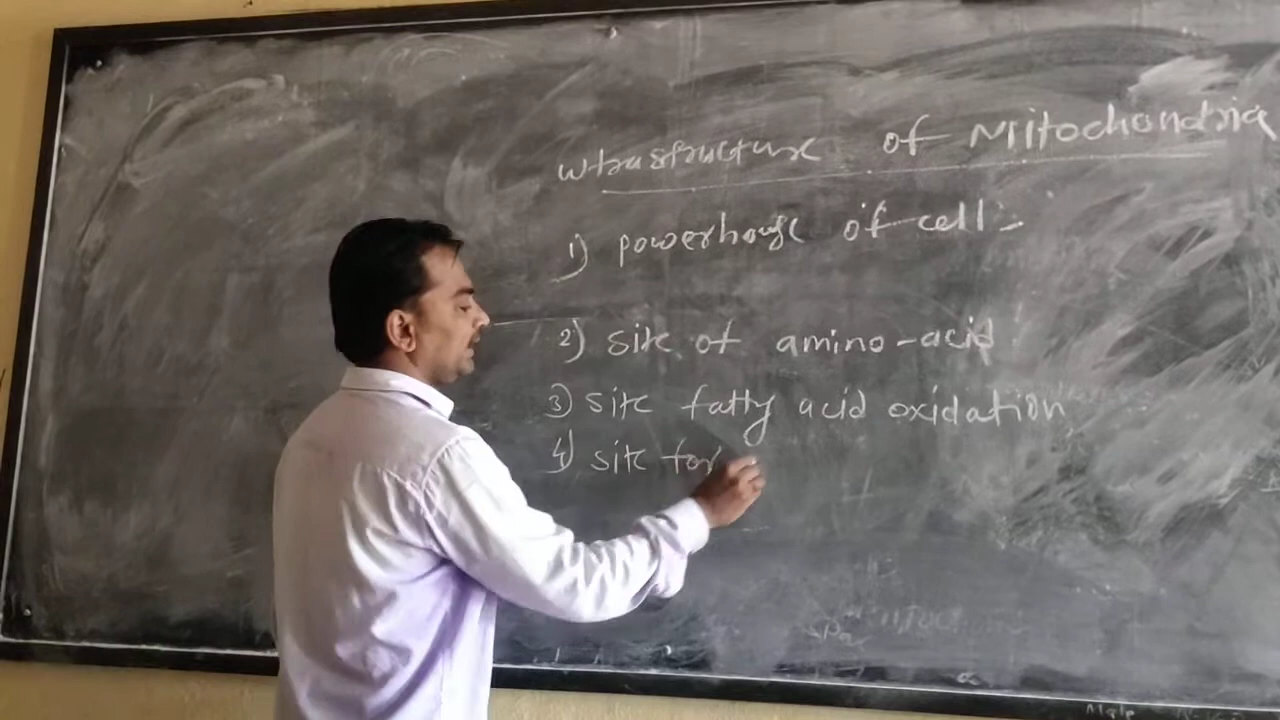 Ultrastructure of Mitochondria
1) powerhouse of cell :-
2) site of amino-acid
3) site fatty acid oxidation
4) site for